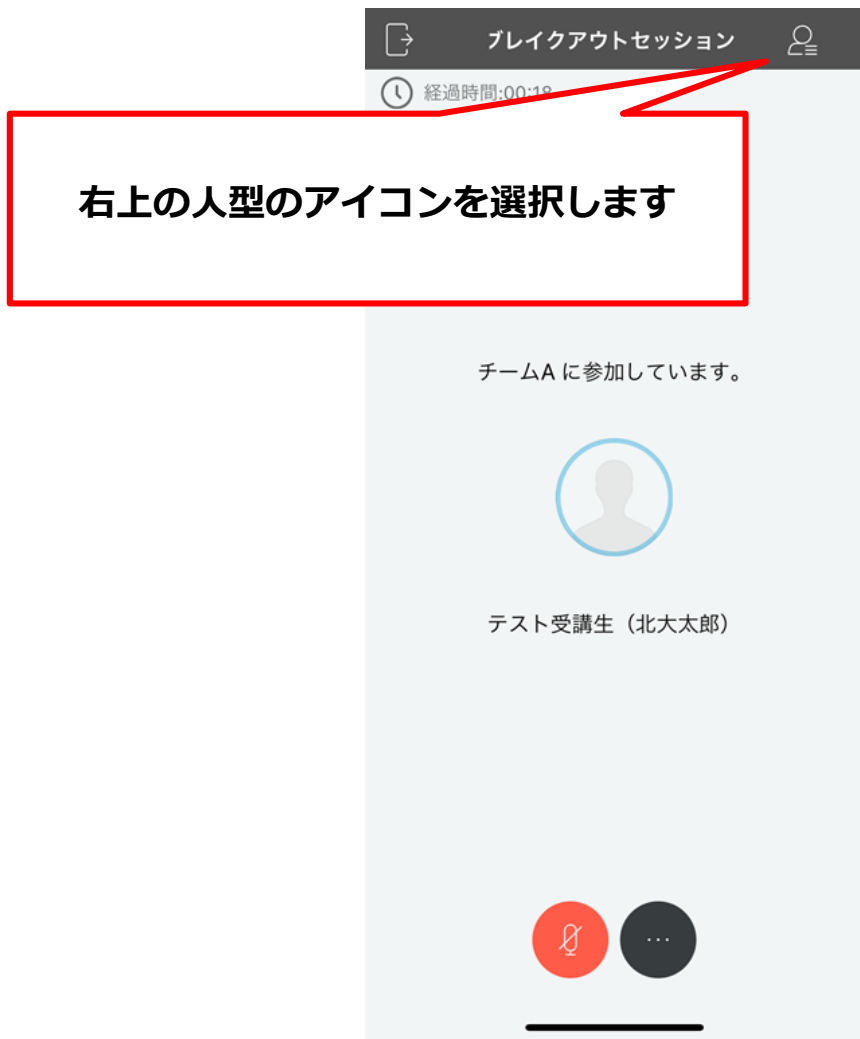 ブレイクアウトセッション
経過時間:00:18
右上の人型のアイコンを選択します
チームA に参加しています。
テスト受講生（北大太郎）